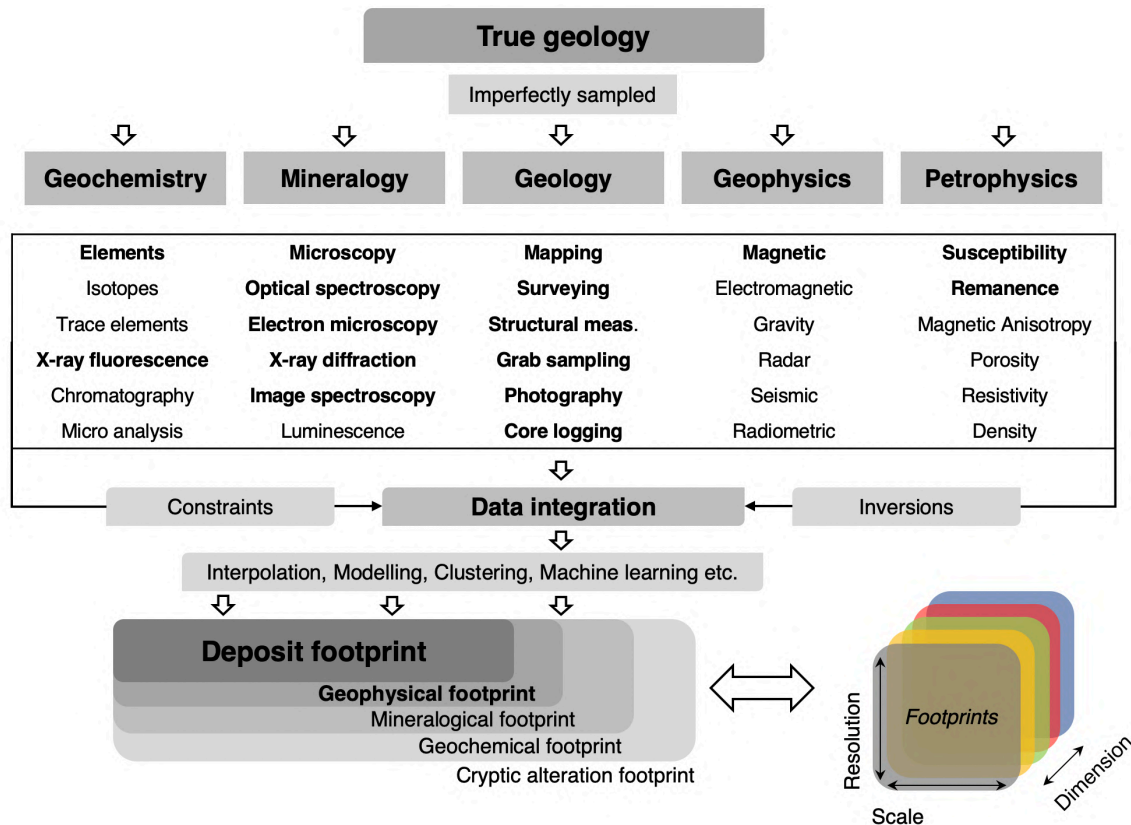 True geology
Imperfectly sampled
Geochemistry
Mineralogy
Geology
Geophysics
Petrophysics
Elements
Isotopes
Trace elements
X-ray fluorescence
Chromatography
Micro analysis
Microscopy
Optical spectroscopy
Electron microscopy
X-ray diffraction
Image spectroscopy
Luminescence
Mapping
Surveying
Structural meas.
Grab sampling
Photography
Core logging
Magnetic
Electromagnetic
Gravity
Radar
Seismic
Radiometric
Susceptibility
Remanence
Magnetic Anisotropy
Porosity
Resistivity
Density
Constraints
Data integration
Inversions
Interpolation, Modelling, Clustering, Machine learning etc.
Deposit footprint
Geophysical footprint
Mineralogical footprint
Geochemical footprint
Cryptic alteration footprint
Footprints
Resolution
Scale
Dimension